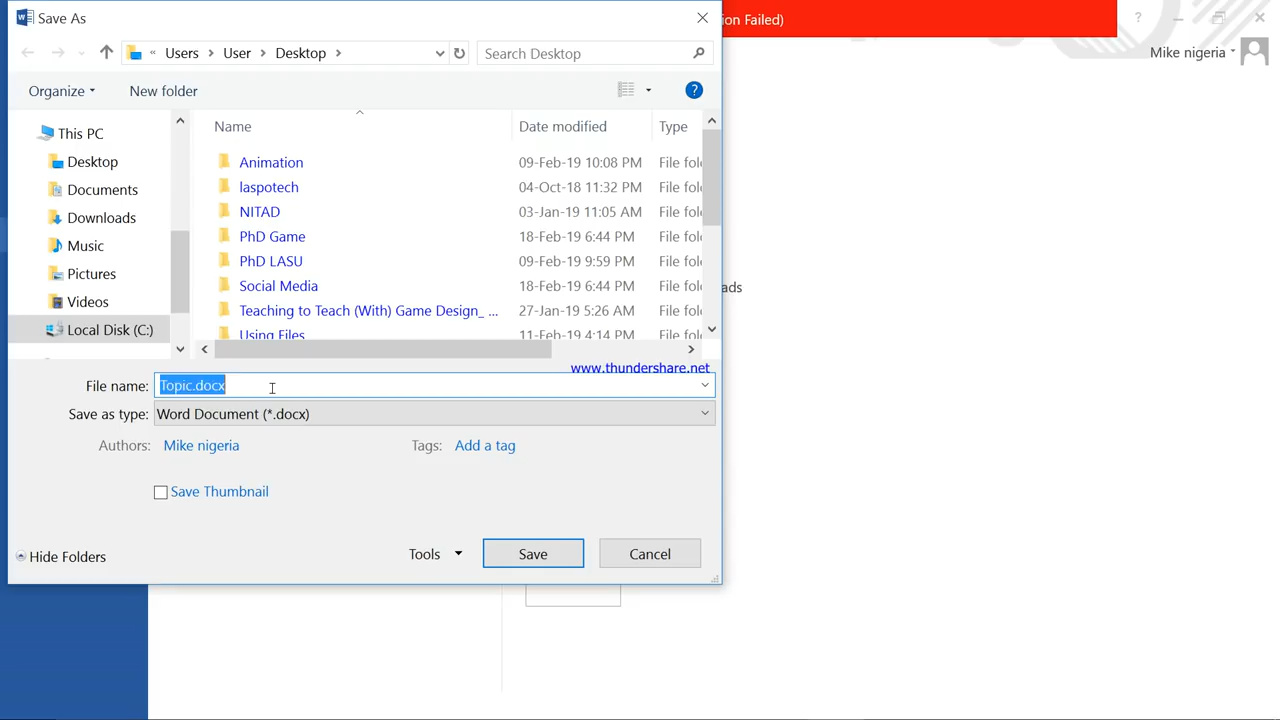 Save As
ion Failed)
?
Mike nigeria
« Users > User > Desktop >
Search Desktop
Organize
New folder
?
This PC
Desktop
Documents
Downloads
Music
Pictures
Videos
Local Disk (C:)
Name Date modified Type
Animation 09-Feb-19 10:08 PM File fol
laspotech 04-Oct-18 11:32 PM File fol
NITAD 03-Jan-19 11:05 AM File fol
PhD Game 18-Feb-19 6:44 PM File fol
PhD LASU 09-Feb-19 9:59 PM File fol
Social Media 18-Feb-19 6:44 PM File fol
Teaching to Teach (With) Game Design_ ... 27-Jan-19 5:26 AM File fol
Using Files 11-Feb-19 4:14 PM File fol
ads
www.thundershare.net
File name: Topic.docx
Save as type: Word Document (*.docx)
Authors: Mike nigeria Tags: Add a tag
Save Thumbnail
Hide Folders
Tools
Save
Cancel